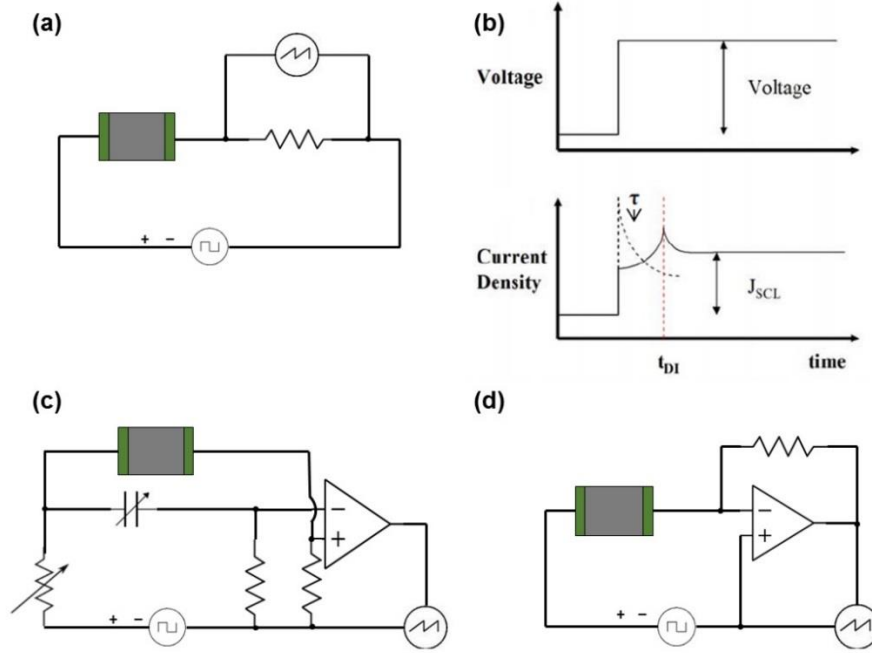 (a)
+ -
(b)
Voltage
Voltage
τ
Current
Density
J_SCL
t_DI
time
(c)
−
+
+ -
(d)
−
+
+ -